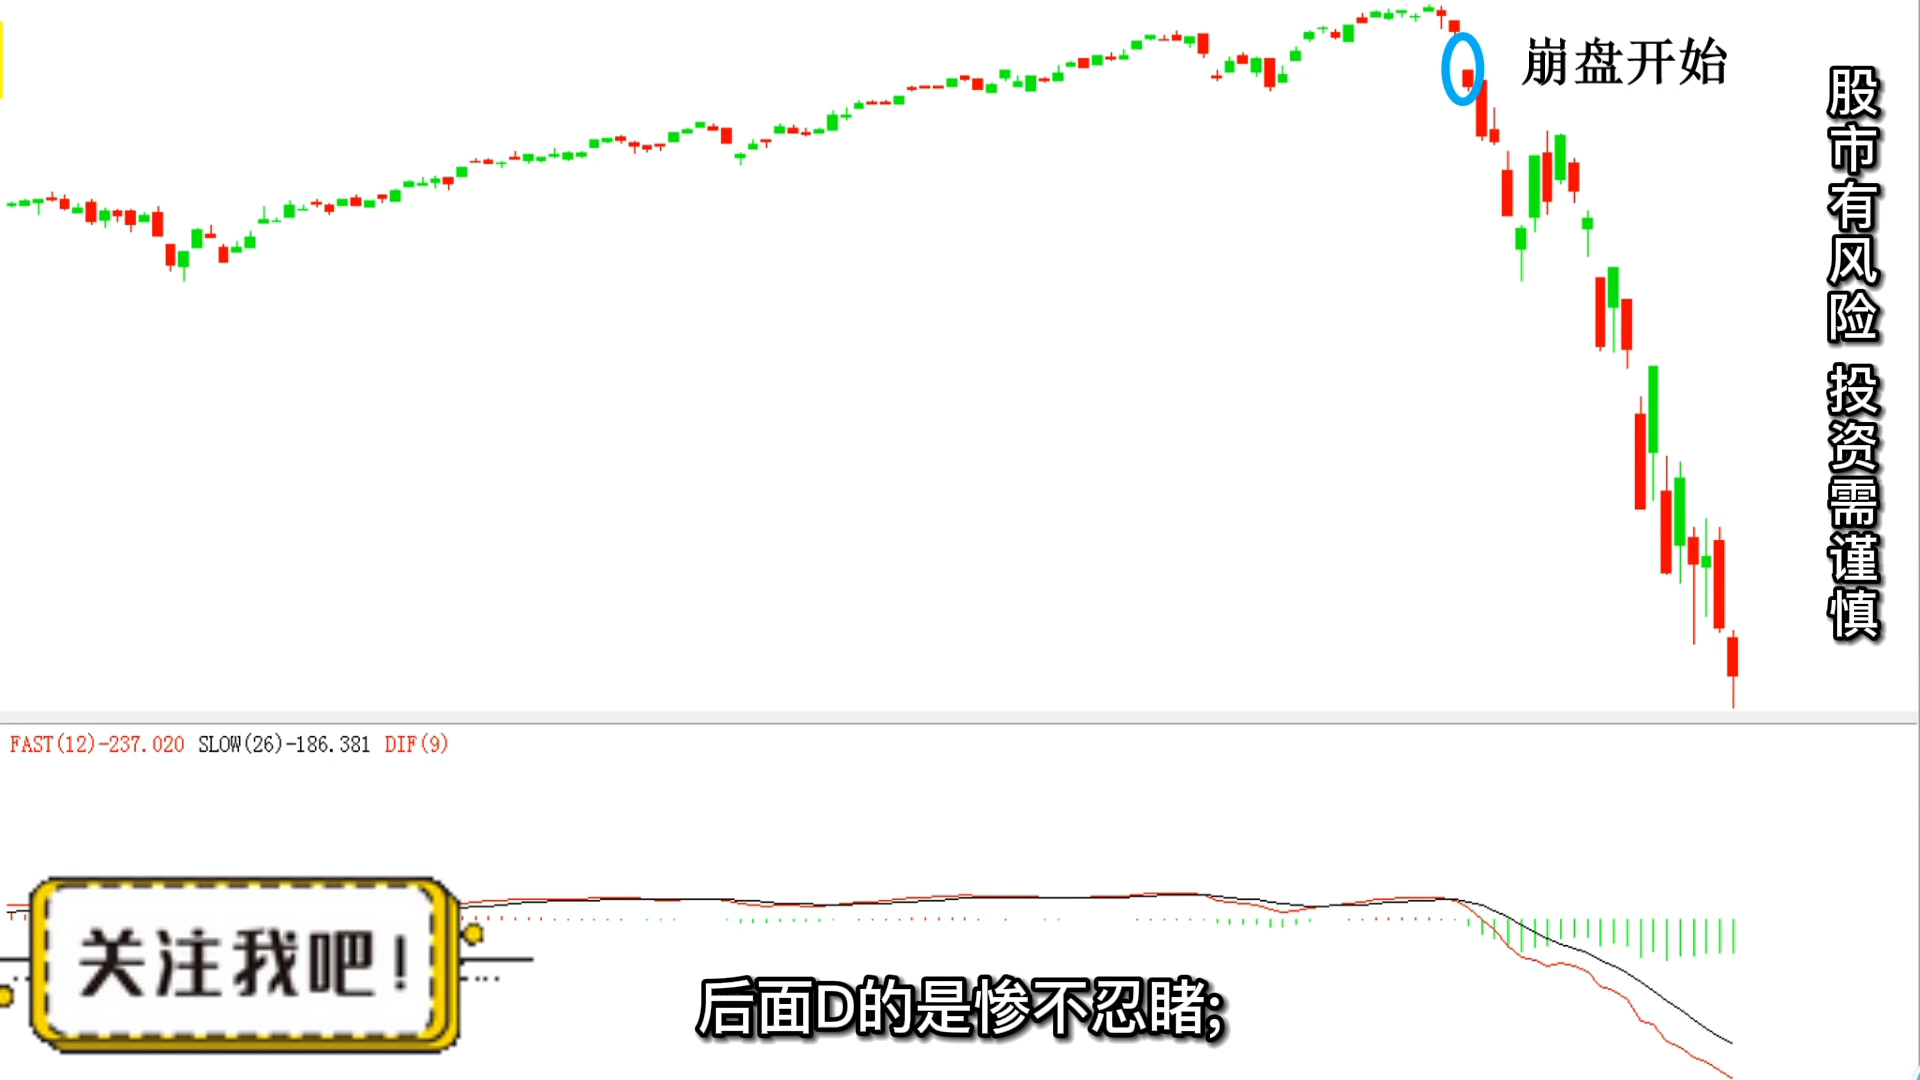 崩盘开始
股市有风险 投资需谨慎
FAST(12)-237.020 SLOW(26)-186.381 DIF(9)
关注我吧!
后面D的是惨不忍睹;